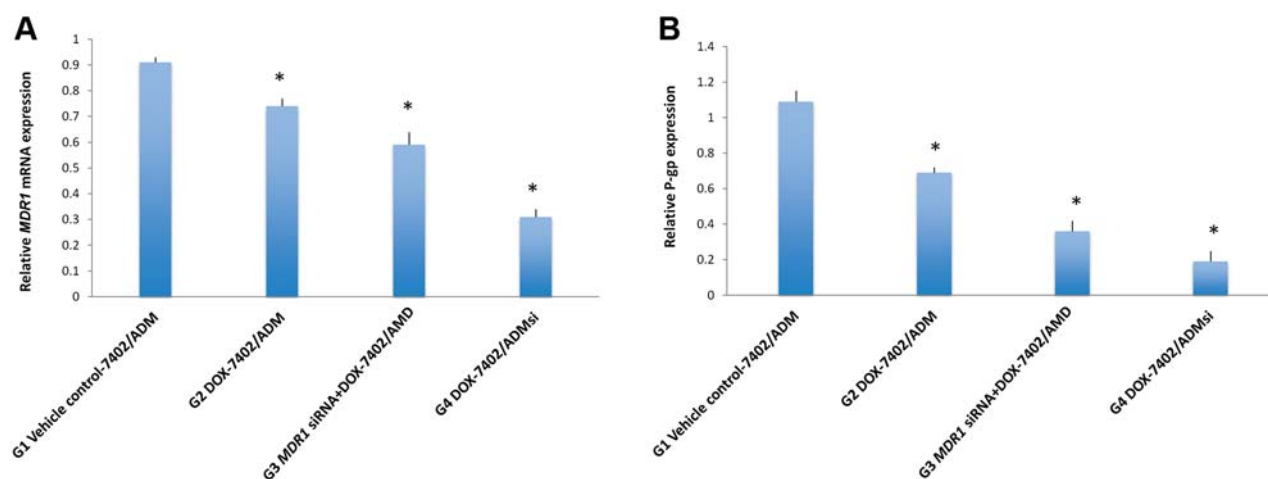 A
Relative MDR1 mRNA expression
1
0.9
0.8
0.7
0.6
0.5
0.4
0.3
0.2
0.1
0
*
*
*
G1 Vehicle control-7402/ADM
G2 DOX-7402/ADM
G3 MDR1 siRNA+DOX-7402/AMD
G4 DOX-7402/ADMsi
B
Relative P-gp expression
1.4
1.2
1
0.8
0.6
0.4
0.2
0
*
*
*
G1 Vehicle control-7402/ADM
G2 DOX-7402/ADM
G3 MDR1 siRNA+DOX-7402/AMD
G4 DOX-7402/ADMsi